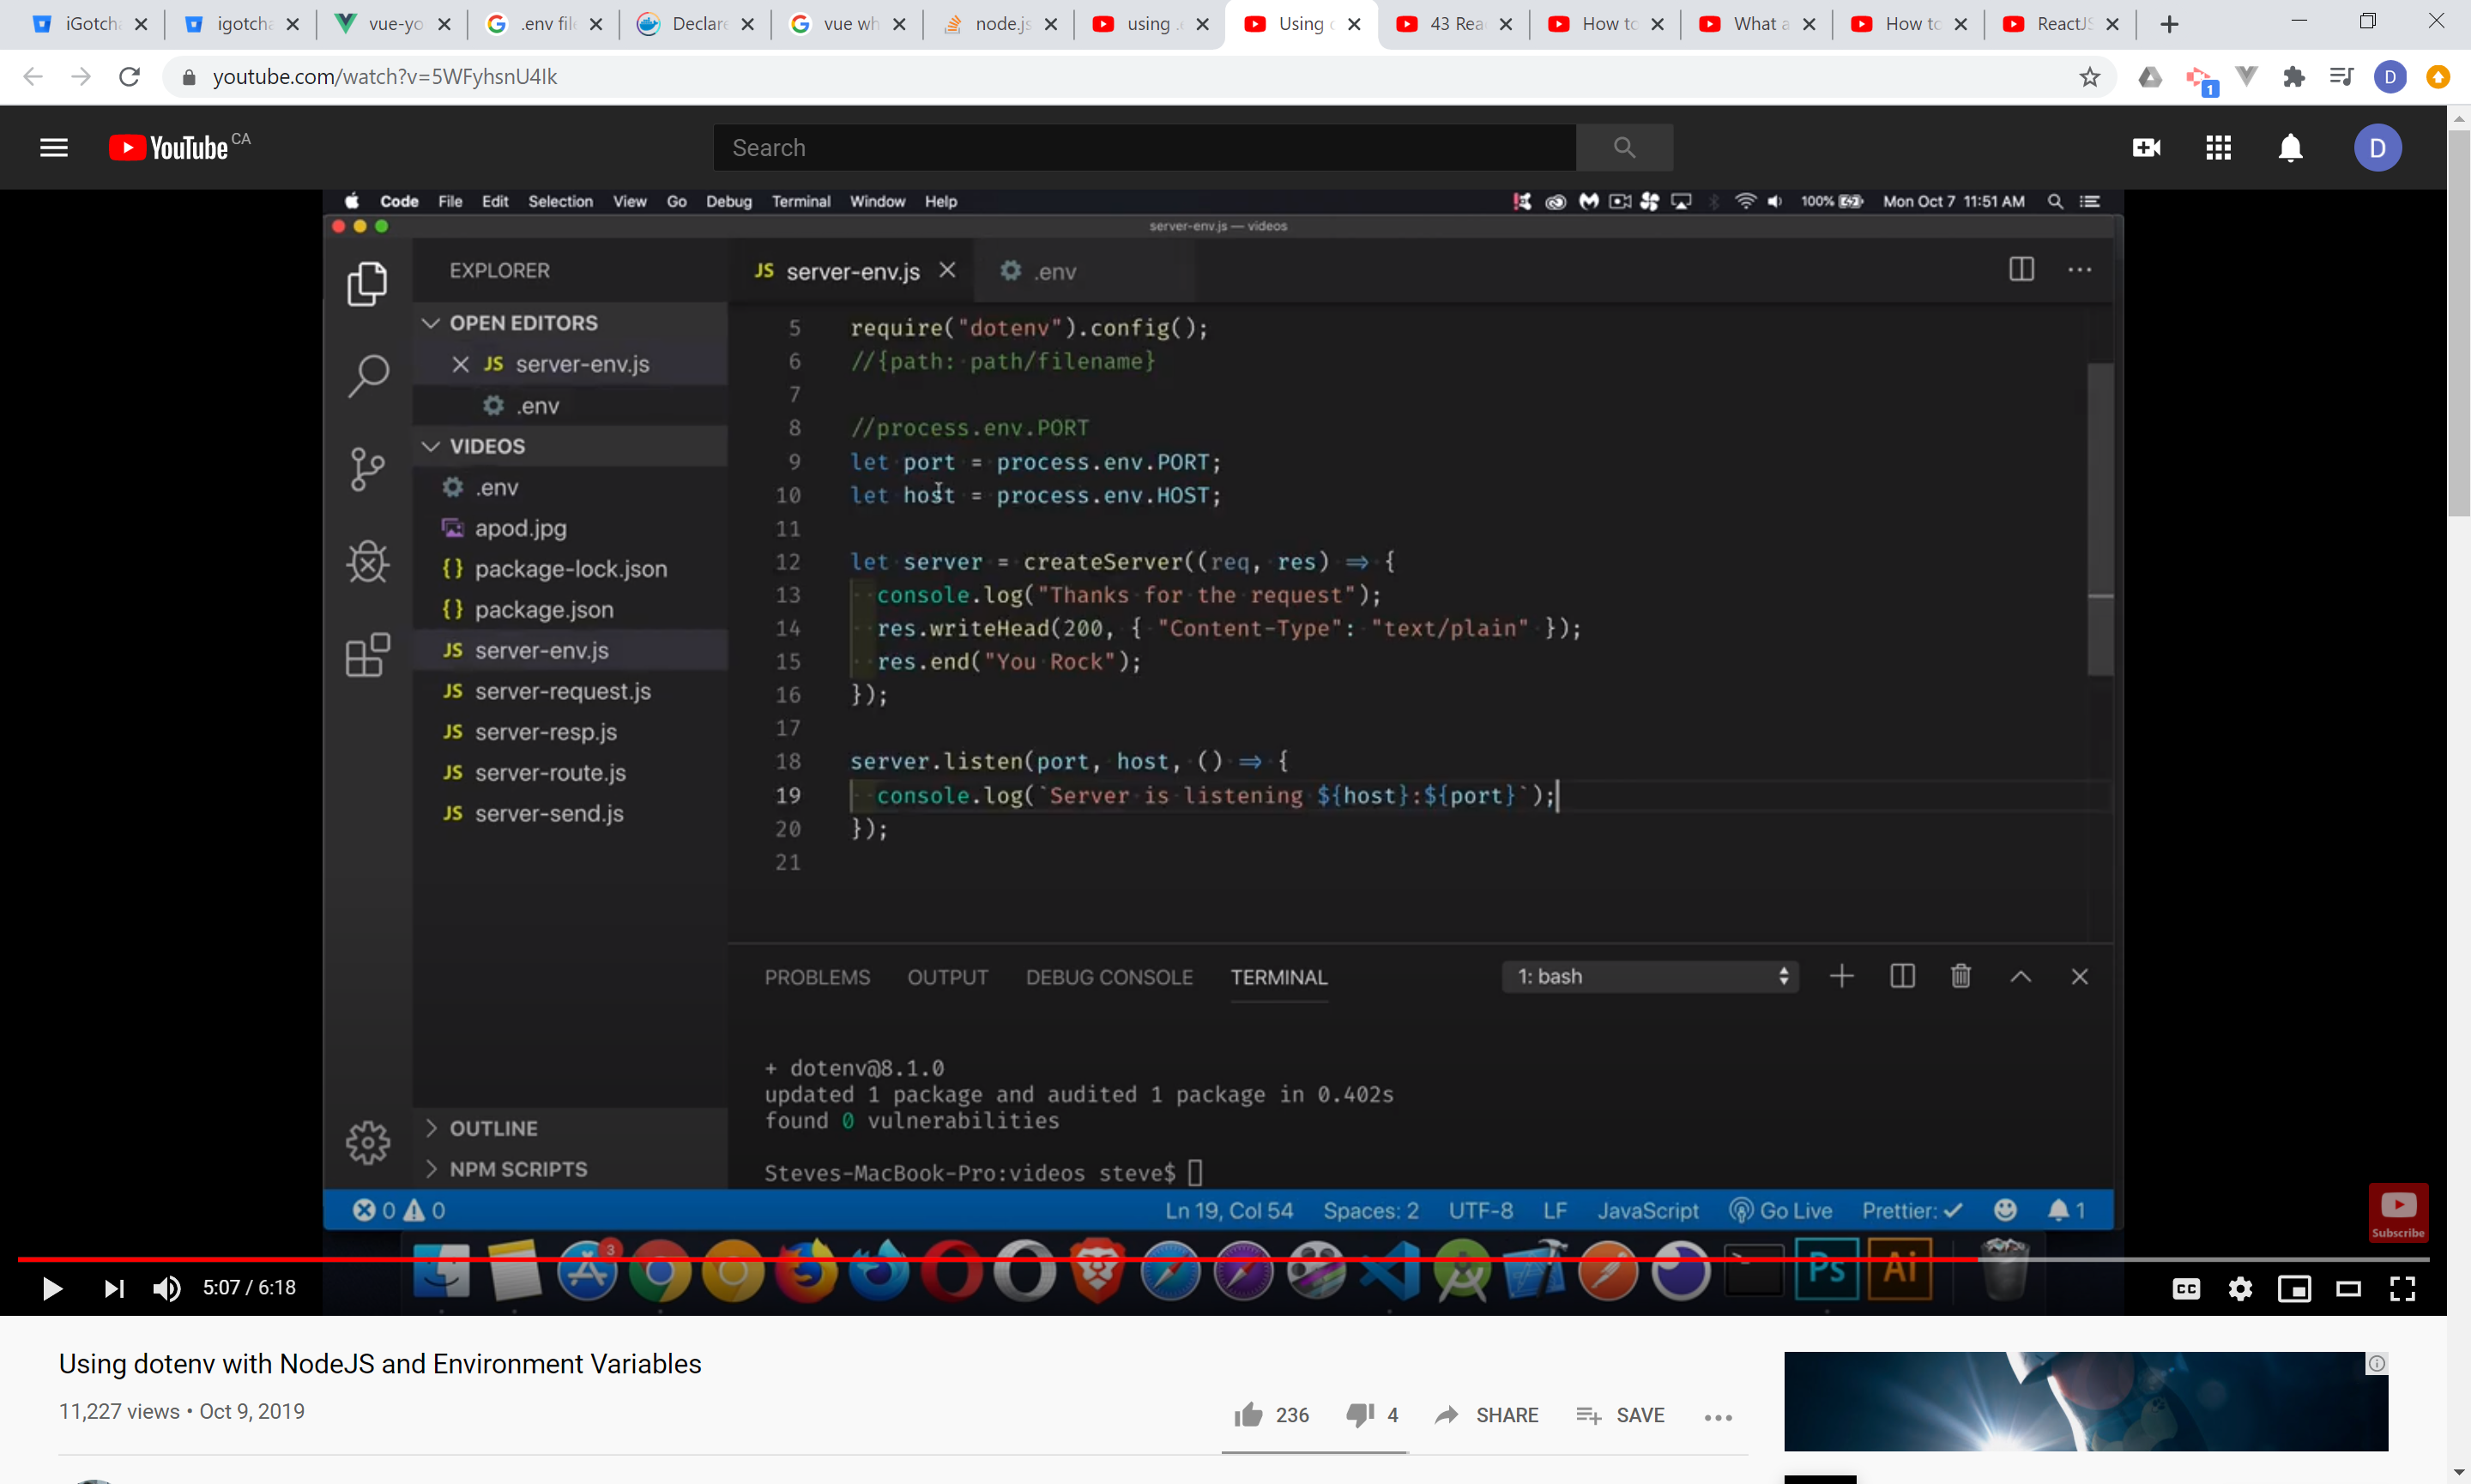 iGotcha
igotcha
vue-yo
.env file
Declare
vue wh
node.js
using .e
Using d
43 Rea
How to
What a
How to
ReactJS
youtube.com/watch?v=5WFyhsnU4Ik
1
D
YouTube CA
Search
D
Code File Edit Selection View Go Debug Terminal Window Help
100% Mon Oct 7 11:51 AM
server-env.js — videos
EXPLORER
OPEN EDITORS
JS server-env.js
.env
VIDEOS
.env
apod.jpg
{} package-lock.json
{} package.json
JS server-env.js
JS server-request.js
JS server-resp.js
JS server-route.js
JS server-send.js
OUTLINE
NPM SCRIPTS
JS server-env.js
.env
5 require("dotenv").config();
6 //{path: path/filename}
7
8 //process.env.PORT
9 let port = process.env.PORT;
10 let host = process.env.HOST;
11
12 let server = createServer((req, res) ⇒ {
13 console.log("Thanks for the request");
14 res.writeHead(200, { "Content-Type": "text/plain" });
15 res.end("You Rock");
16 });
17
18 server.listen(port, host, () ⇒ {
19 console.log(`Server is listening ${host}:${port}`);
20 });
21
PROBLEMS OUTPUT DEBUG CONSOLE TERMINAL
1: bash
+ dotenv@8.1.0
updated 1 package and audited 1 package in 0.402s
found 0 vulnerabilities
Steves-MacBook-Pro:videos steve$
0 0
Ln 19, Col 54 Spaces: 2 UTF-8 LF JavaScript Go Live Prettier: ✓ 1
Subscribe
3
Ps
Ai
5:07 / 6:18
CC
Using dotenv with NodeJS and Environment Variables
11,227 views • Oct 9, 2019
236
4
SHARE
SAVE